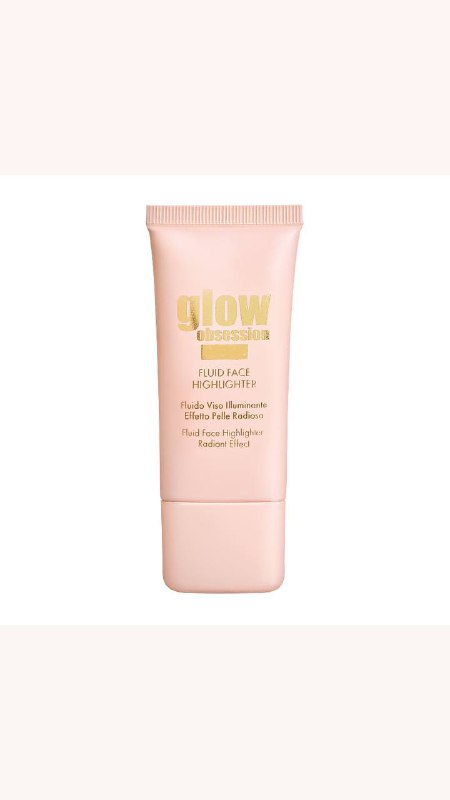 glow
obsession
FLUID FACE
HIGHLIGHTER
Fluido Viso Illuminante
Effetto Pelle Radiosa
Fluid Face Highlighter
Radiant Effect